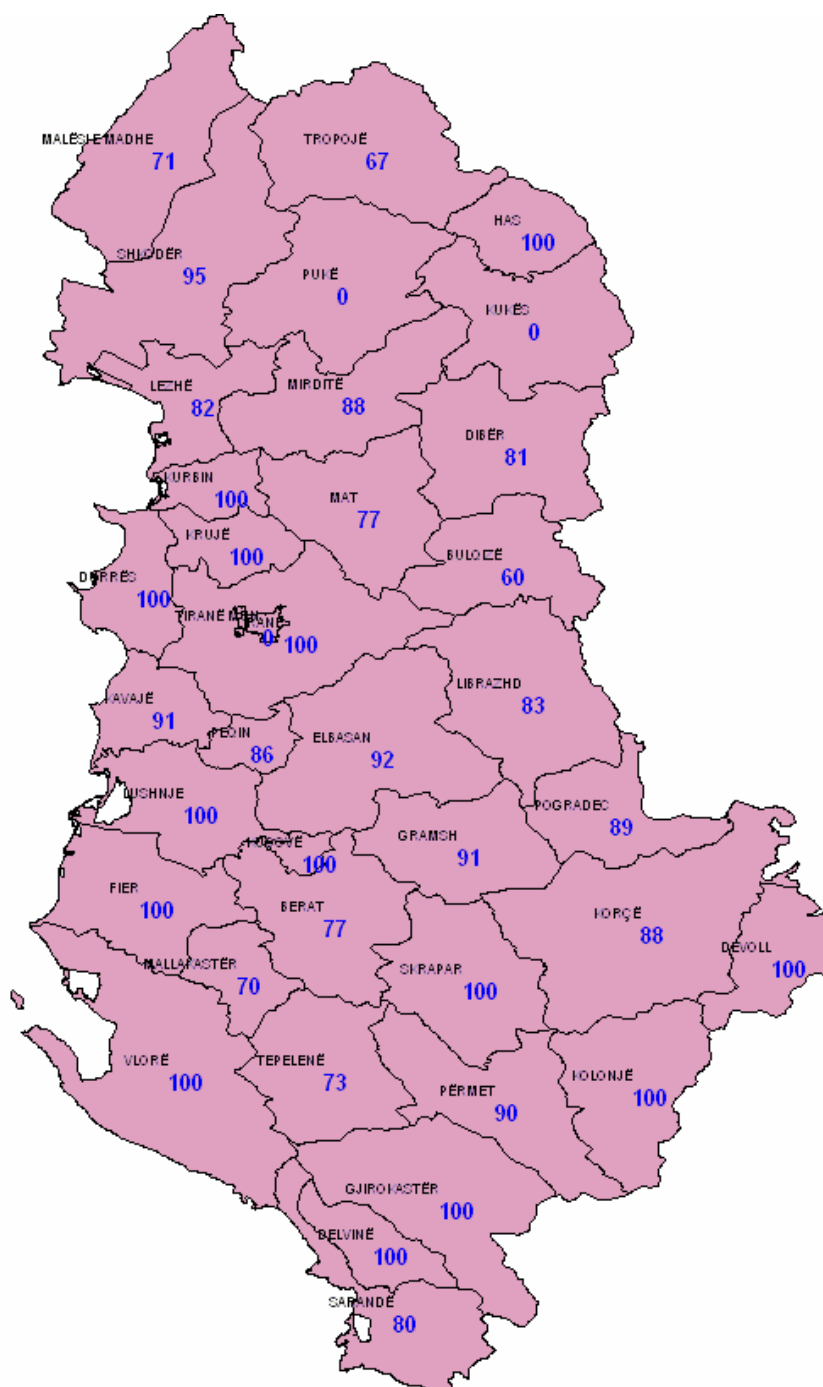 MALËSI E MADHE
71
TROPOJË
67
HAS
100
SHKODËR
95
PUKË
0
KUKËS
0
LEZHË
82
MIRDITË
88
DIBËR
81
KURBIN
100
MAT
77
KRUJË
100
BULQIZË
60
DURRËS
100
TIRANË
0
100
LIBRAZHD
83
KAVAJË
91
PEQIN
86
ELBASAN
92
LUSHNJE
100
POGRADEC
89
KUÇOVË
100
GRAMSH
91
FIER
100
BERAT
77
KORÇË
88
DEVOLL
100
MALLAKASTËR
70
SKRAPAR
100
VLORË
100
TEPELENË
73
PËRMET
90
KOLONJË
100
GJIROKASTËR
100
DELVINË
100
SARANDË
80